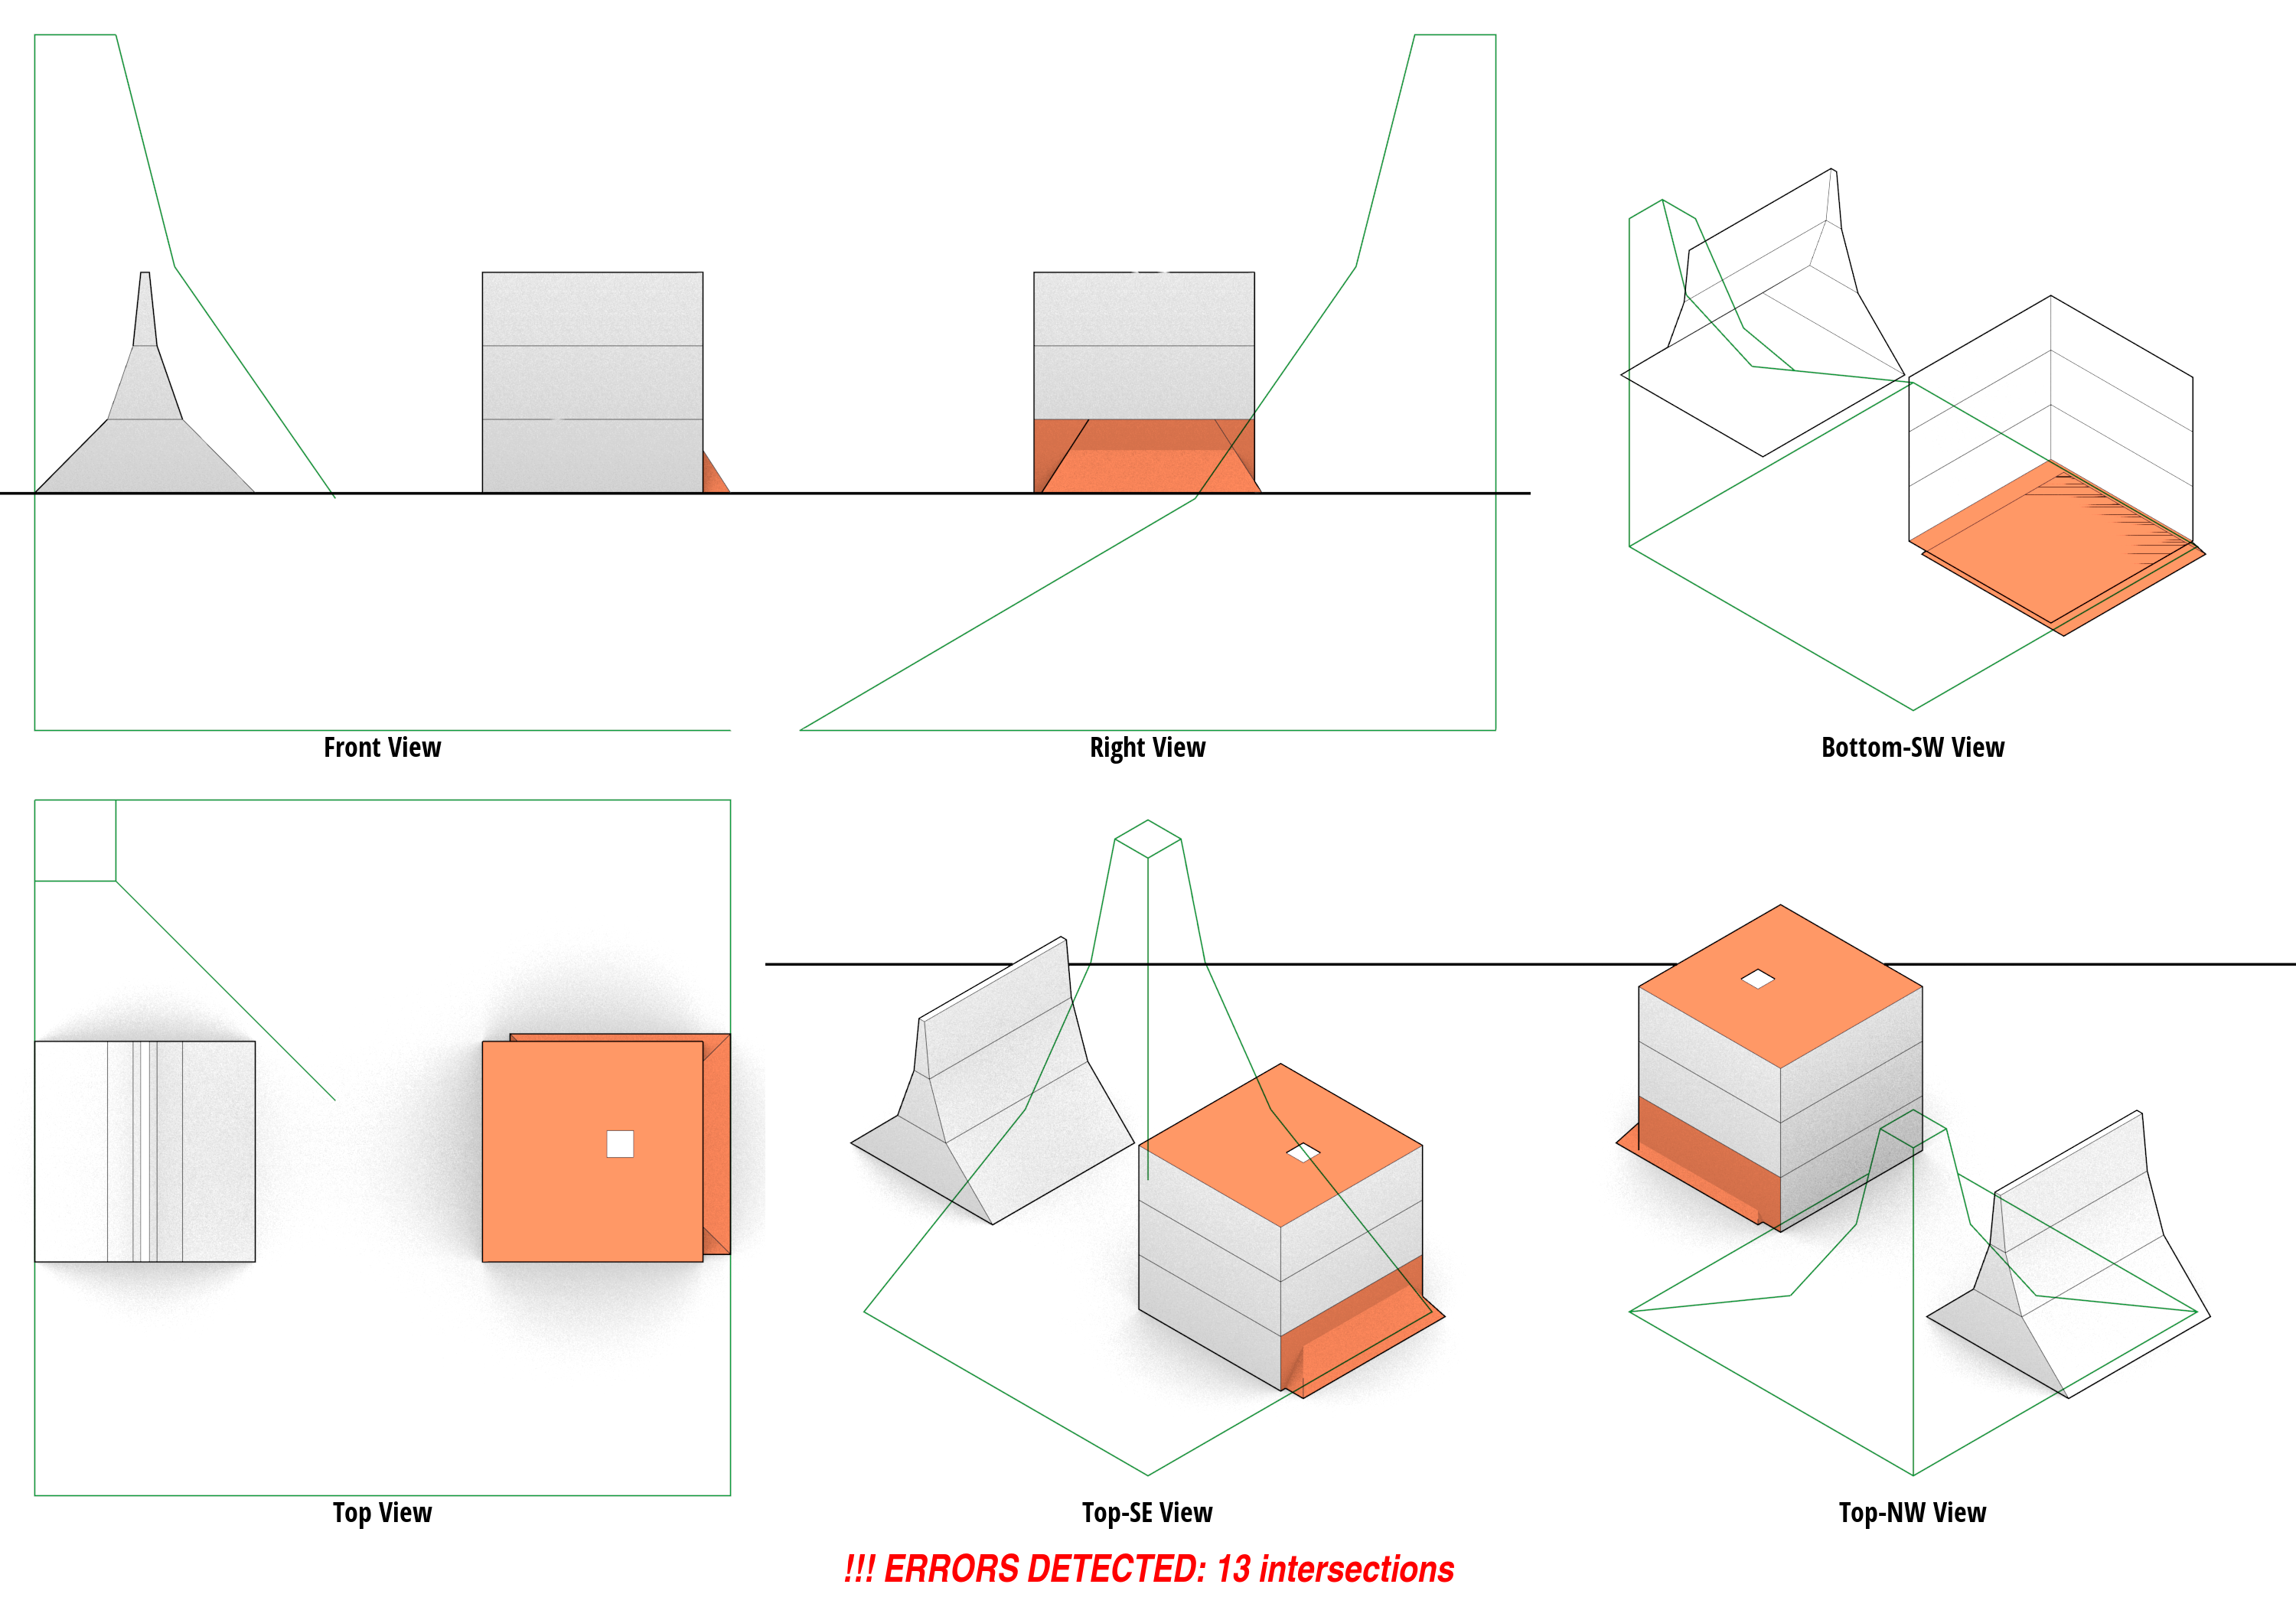 Front View
Right View
Bottom-SW View
Top View
Top-SE View
Top-NW View
!!! ERRORS DETECTED: 13 intersections